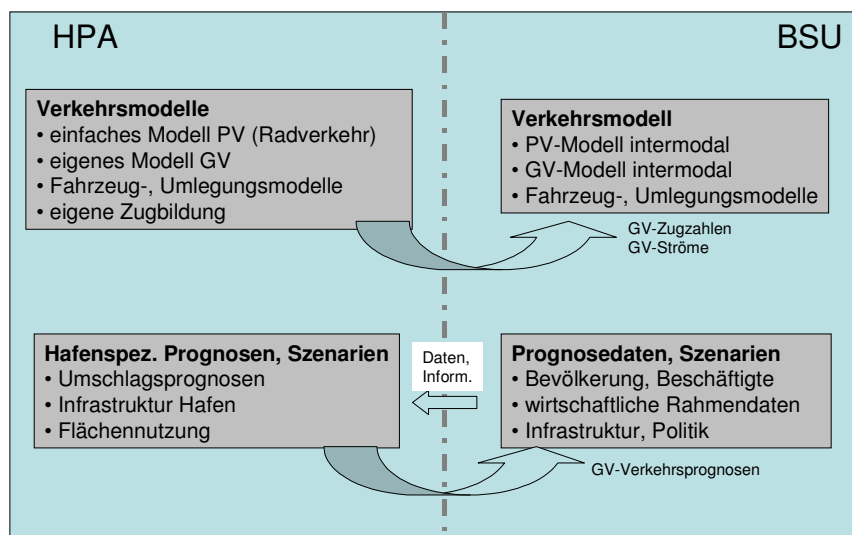 HPA
BSU
Verkehrsmodelle
• einfaches Modell PV (Radverkehr)
• eigenes Modell GV
• Fahrzeug-, Umlegungsmodelle
• eigene Zugbildung
Verkehrsmodell
• PV-Modell intermodal
• GV-Modell intermodal
• Fahrzeug-, Umlegungsmodelle
GV-Zugzahlen
GV-Ströme
Hafenspez. Prognosen, Szenarien
• Umschlagsprognosen
• Infrastruktur Hafen
• Flächennutzung
Daten,
Inform.
Prognosedaten, Szenarien
• Bevölkerung, Beschäftigte
• wirtschaftliche Rahmendaten
• Infrastruktur, Politik
GV-Verkehrsprognosen